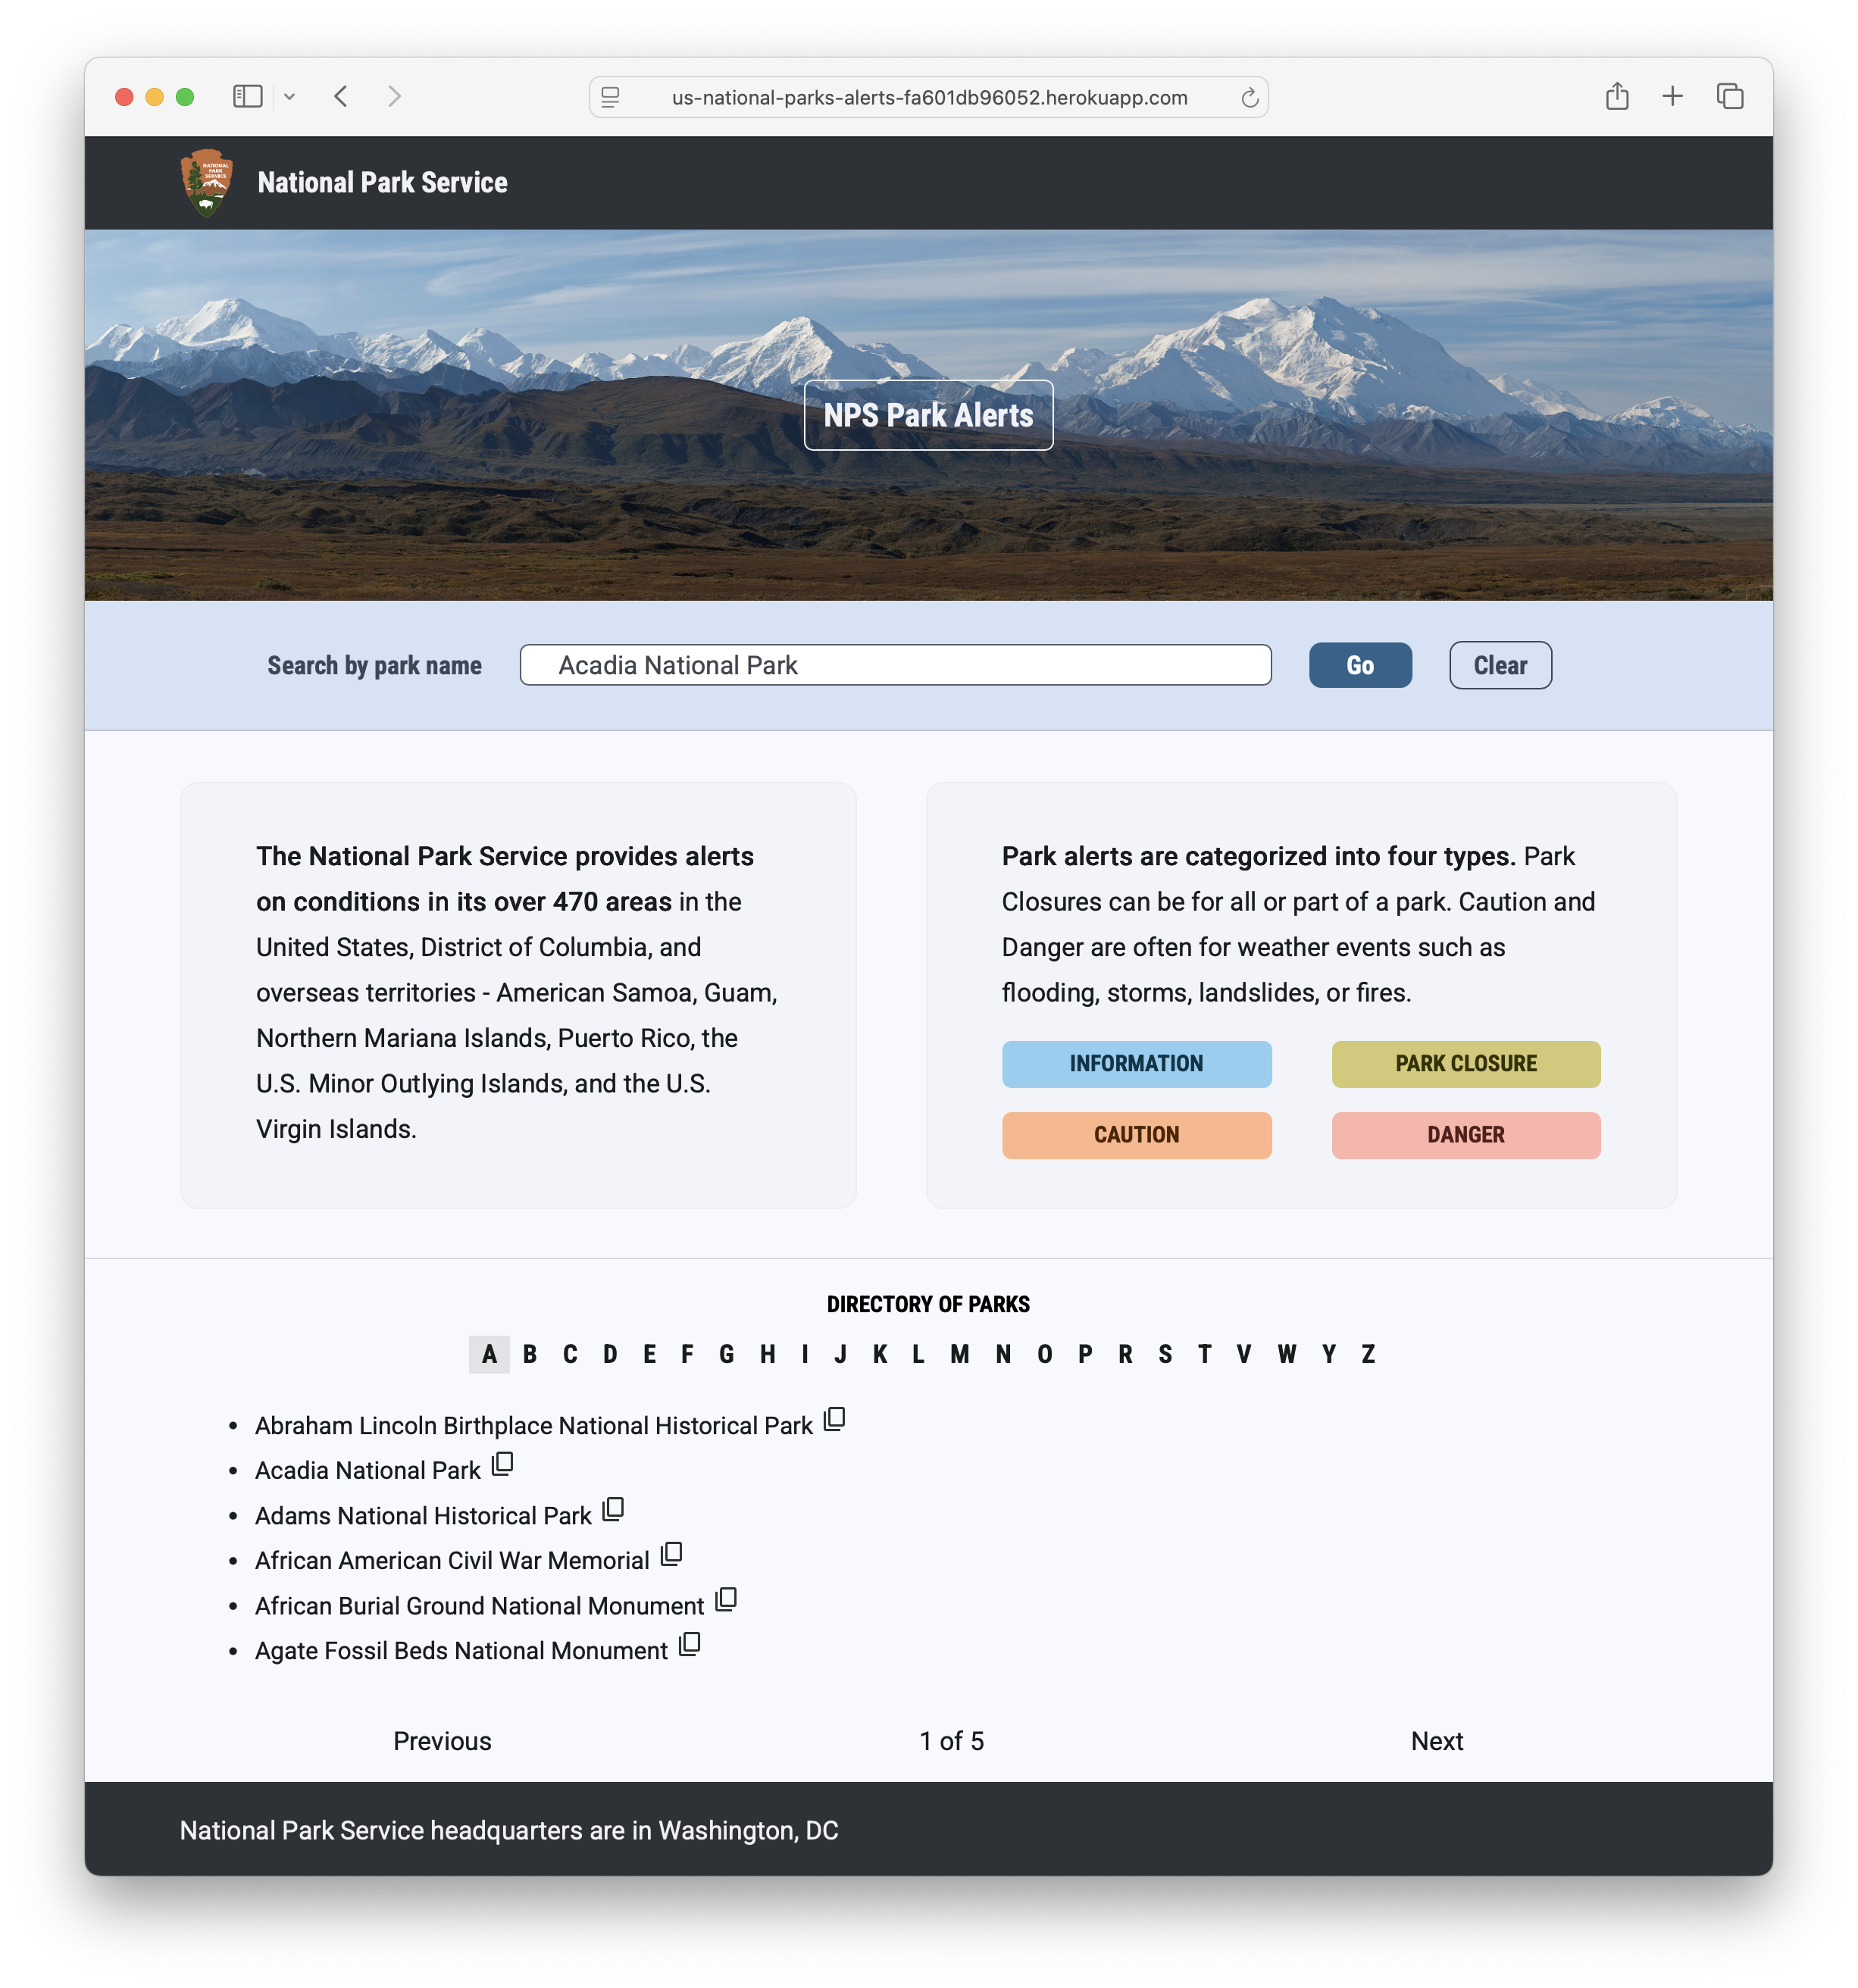 us-national-parks-alerts-fa601db96052.herokuapp.com
NATIONAL
PARK
SERVICE
National Park Service
NPS Park Alerts
Search by park name
Acadia National Park
Go
Clear
The National Park Service provides alerts
on conditions in its over 470 areas in the
United States, District of Columbia, and
overseas territories - American Samoa, Guam,
Northern Mariana Islands, Puerto Rico, the
U.S. Minor Outlying Islands, and the U.S.
Virgin Islands.
Park alerts are categorized into four types. Park
Closures can be for all or part of a park. Caution and
Danger are often for weather events such as
flooding, storms, landslides, or fires.
INFORMATION
PARK CLOSURE
CAUTION
DANGER
DIRECTORY OF PARKS
A B C D E F G H I J K L M N O P R S T V W Y Z
• Abraham Lincoln Birthplace National Historical Park
• Acadia National Park
• Adams National Historical Park
• African American Civil War Memorial
• African Burial Ground National Monument
• Agate Fossil Beds National Monument
Previous
1 of 5
Next
National Park Service headquarters are in Washington, DC